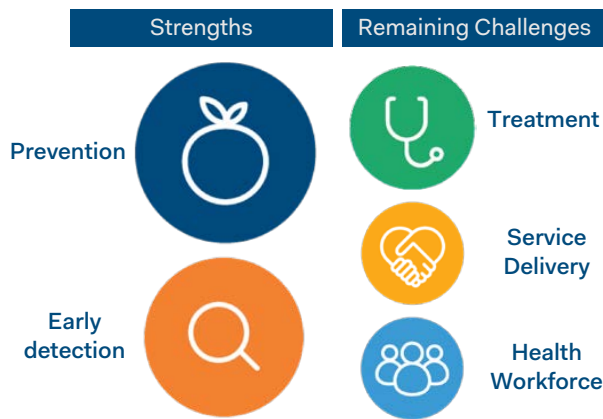 Strengths
Remaining Challenges
Prevention
Early
detection
Treatment
Service
Delivery
Health
Workforce